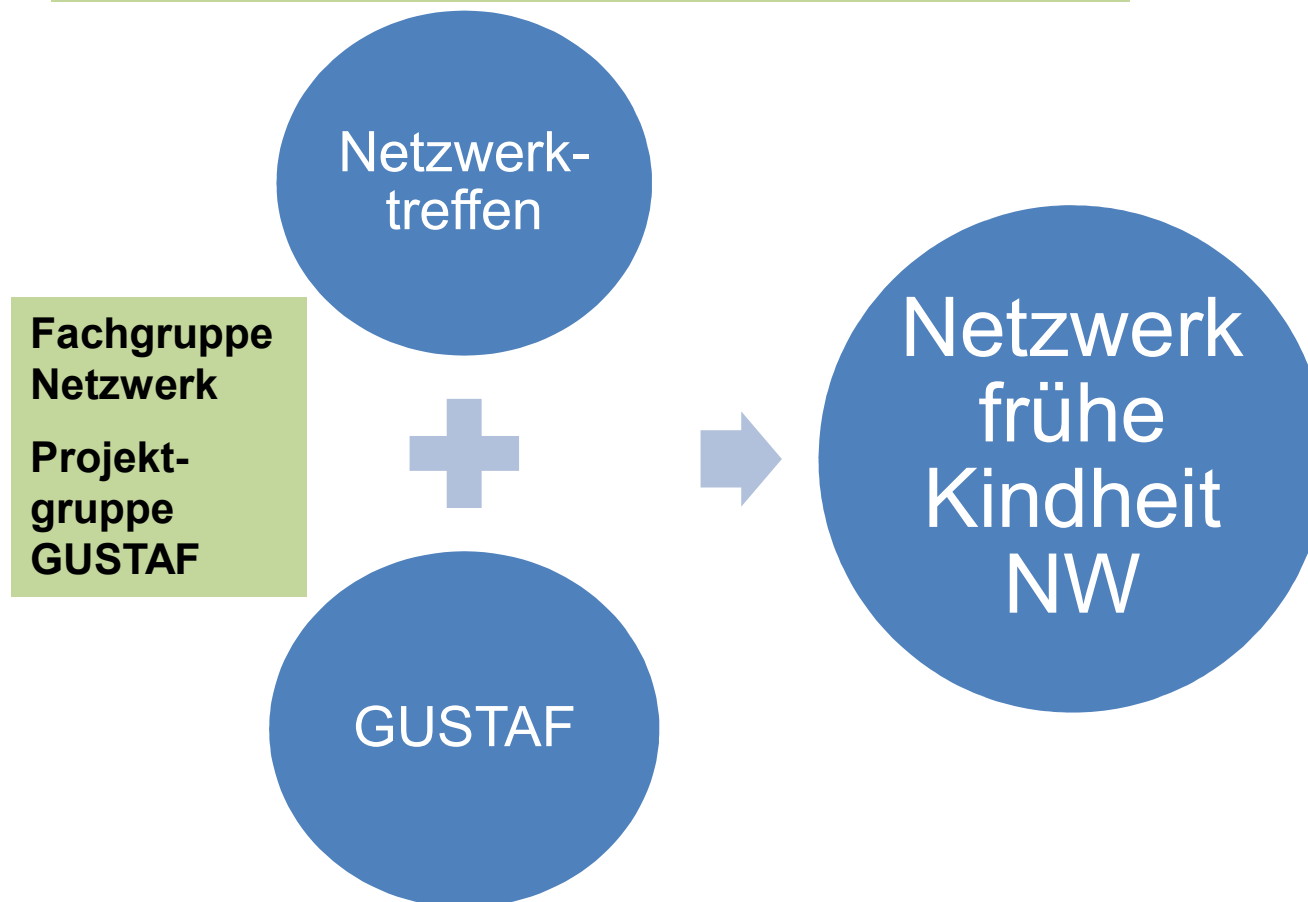 Netzwerk-
treffen
Fachgruppe
Netzwerk
Projekt-
gruppe
GUSTAF
GUSTAF
Netzwerk
frühe
Kindheit
NW